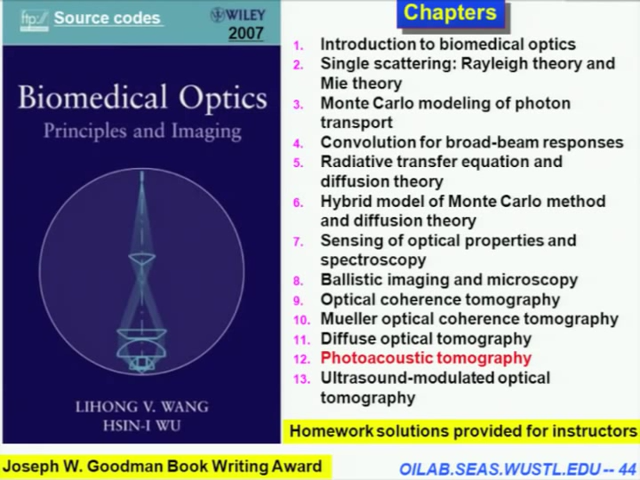 ftp:// Source codes
WILEY
2007
Biomedical Optics
Principles and Imaging
LIHONG V. WANG
HSIN-I WU
Chapters
1. Introduction to biomedical optics
2. Single scattering: Rayleigh theory and
Mie theory
3. Monte Carlo modeling of photon
transport
4. Convolution for broad-beam responses
5. Radiative transfer equation and
diffusion theory
6. Hybrid model of Monte Carlo method
and diffusion theory
7. Sensing of optical properties and
spectroscopy
8. Ballistic imaging and microscopy
9. Optical coherence tomography
10. Mueller optical coherence tomography
11. Diffuse optical tomography
12. Photoacoustic tomography
13. Ultrasound-modulated optical
tomography
Homework solutions provided for instructors
Joseph W. Goodman Book Writing Award
OILAB.SEAS.WUSTL.EDU -- 44